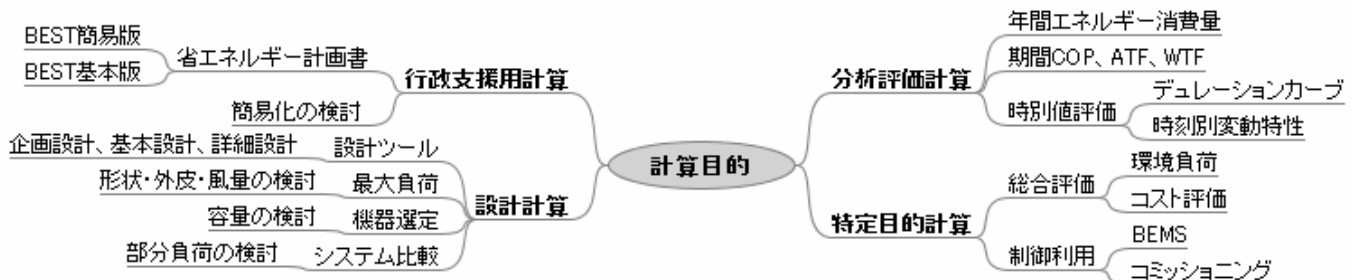 計算目的
行政支援用計算
省エネルギー計画書
BEST簡易版
BEST基本版
簡易化の検討
設計計算
設計ツール
企画設計、基本設計、詳細設計
最大負荷
形状・外皮・風量の検討
機器選定
容量の検討
システム比較
部分負荷の検討
分析評価計算
年間エネルギー消費量
期間COP、ATF、WTF
時別値評価
デュレーションカーブ
時刻別変動特性
特定目的計算
総合評価
環境負荷
コスト評価
制御利用
BEMS
コミッショニング